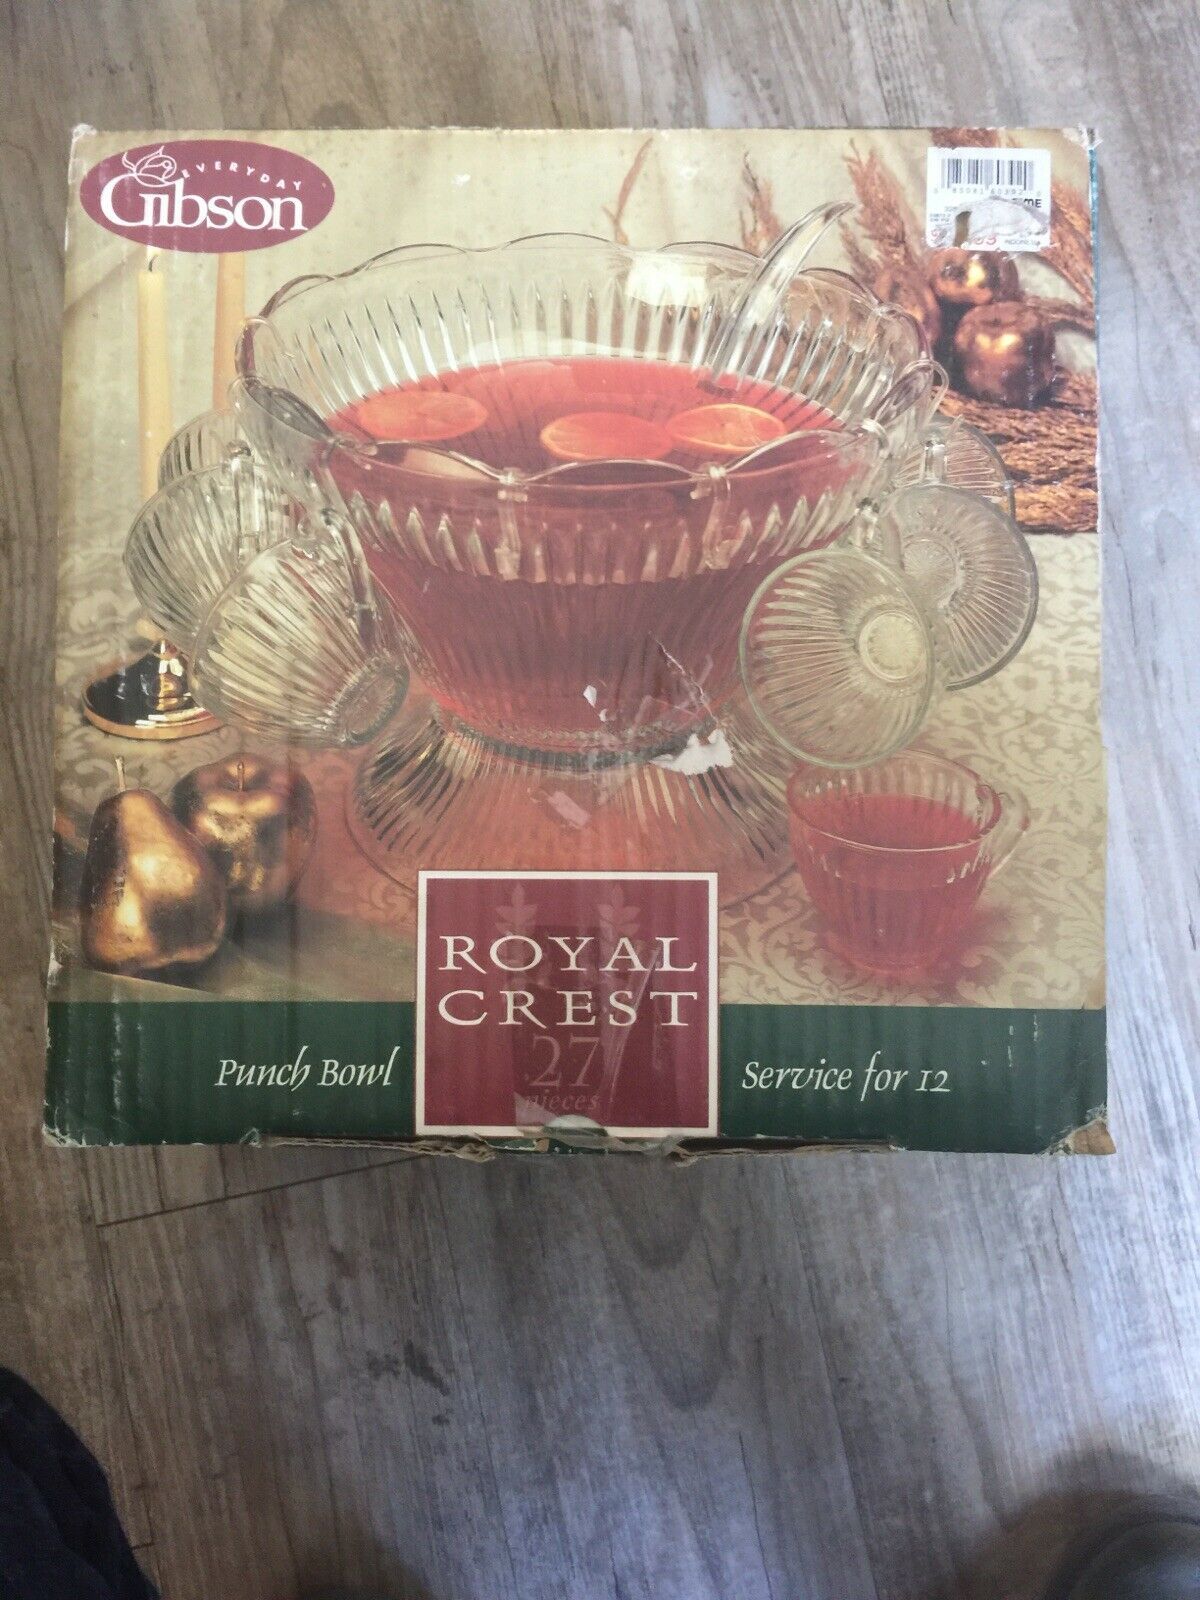 EVERYDAY
Gibson
ROYAL
CREST
27
pieces
Punch Bowl
Service for 12